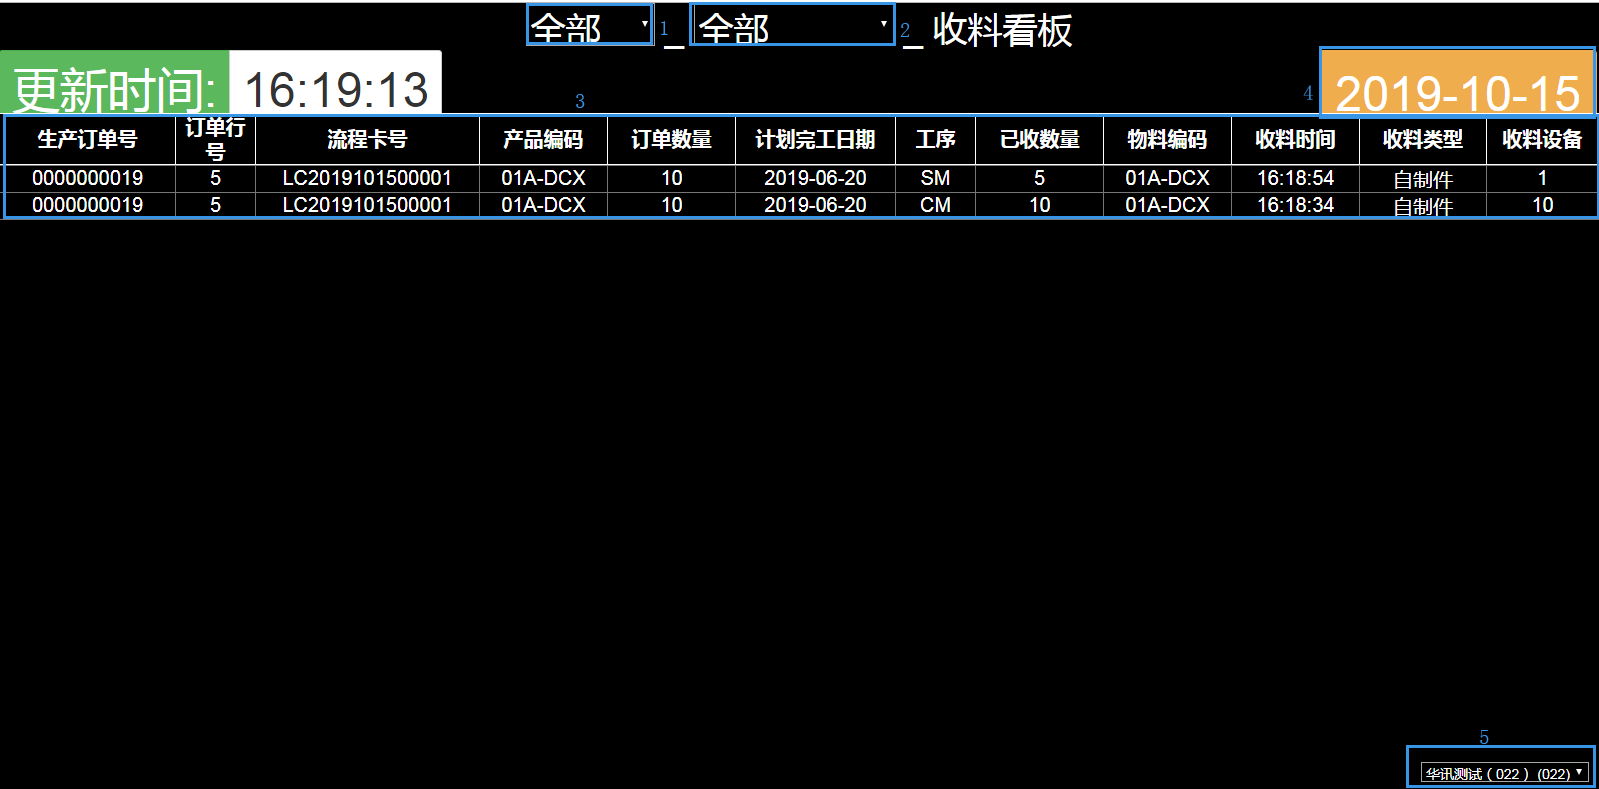 全部 1 _ 全部 2 _ 收料看板
更新时间: 16:19:13 3 4 2019-10-15
生产订单号 订单行号 流程卡号 产品编码 订单数量 计划完工日期 工序 已收数量 物料编码 收料时间 收料类型 收料设备
0000000019 5 LC2019101500001 01A-DCX 10 2019-06-20 SM 5 01A-DCX 16:18:54 自制件 1
0000000019 5 LC2019101500001 01A-DCX 10 2019-06-20 CM 10 01A-DCX 16:18:34 自制件 10
5
华讯测试（022）(022)